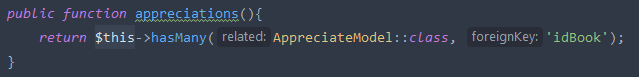 public function appreciations(){
return $this->hasMany( related: AppreciateModel::class, foreignKey: 'idBook');
}